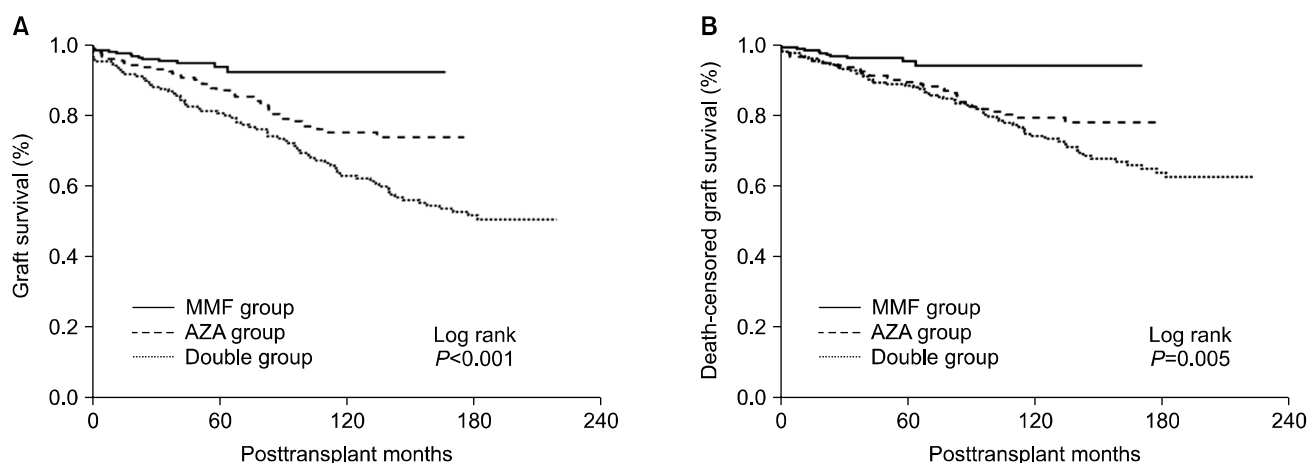 A
Graft survival (%)
1.0
0.8
0.6
0.4
0.2
0.0
MMF group
AZA group
Double group
Log rank
P<0.001
0 60 120 180 240
Posttransplant months
B
Death-censored graft survival (%)
1.0
0.8
0.6
0.4
0.2
0.0
MMF group
AZA group
Double group
Log rank
P=0.005
0 60 120 180 240
Posttransplant months